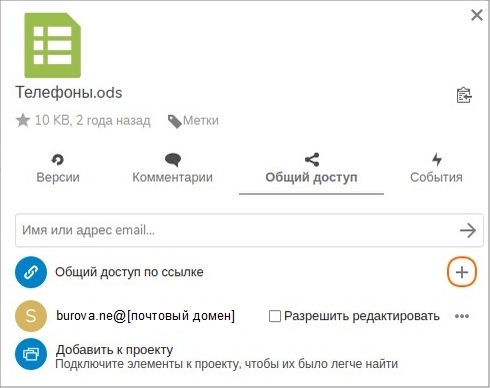 Телефоны.ods
10 KB, 2 года назад Метки
Версии Комментарии Общий доступ События
Имя или адрес email...
Общий доступ по ссылке
S burova.ne@[почтовый домен] Разрешить редактировать
Добавить к проекту
Подключите элементы к проекту, чтобы их было легче найти